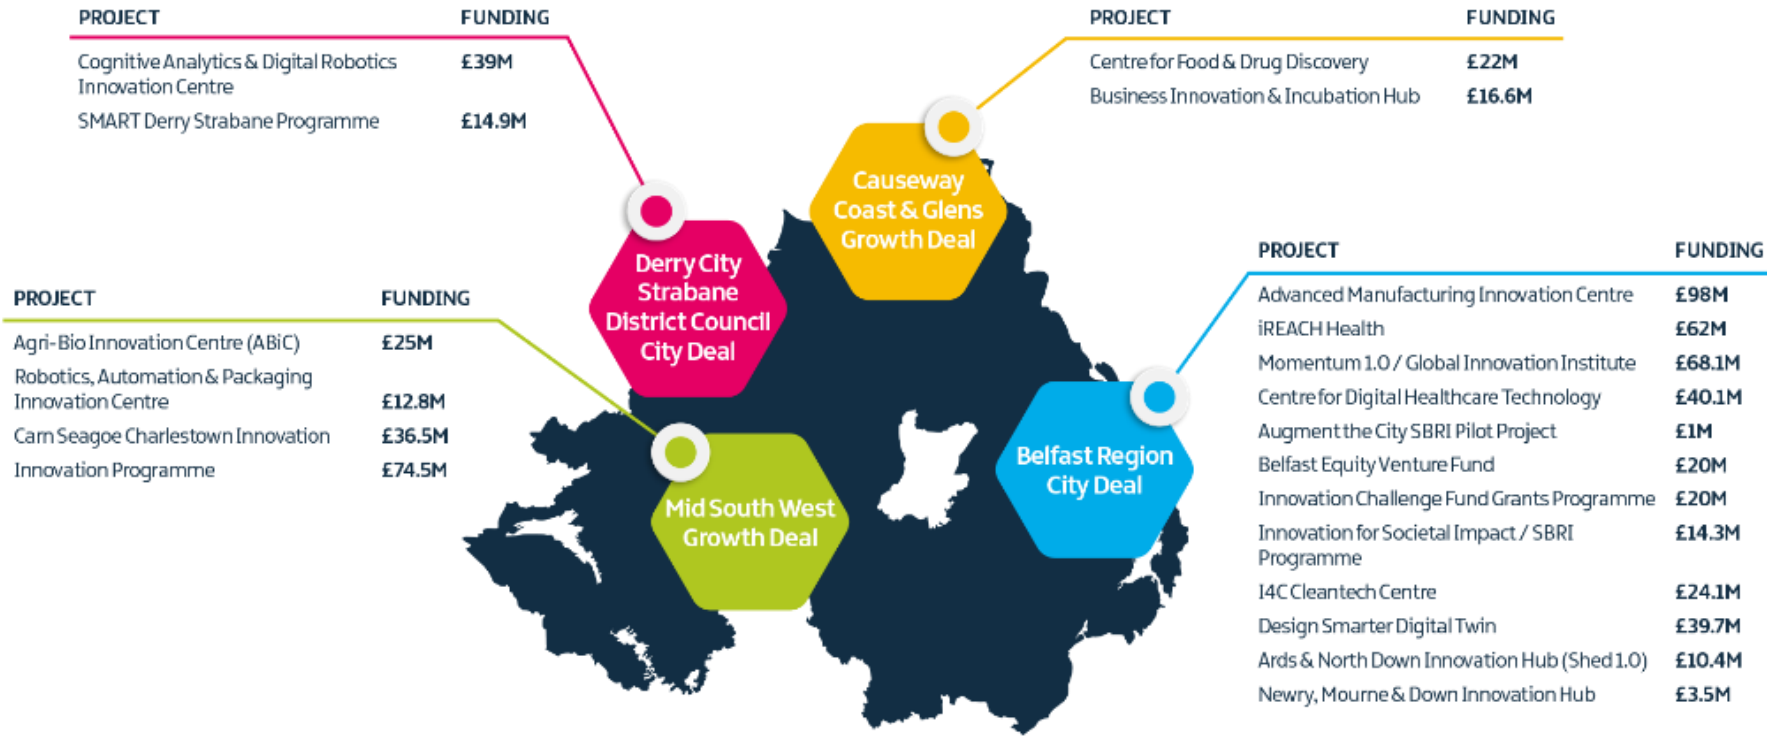 PROJECT FUNDING
Cognitive Analytics & Digital Robotics £39M
Innovation Centre
SMART Derry Strabane Programme £14.9M
PROJECT FUNDING
Centre for Food & Drug Discovery £22M
Business Innovation & Incubation Hub £16.6M
Causeway
Coast & Glens
Growth Deal
Derry City
Strabane
District Council
City Deal
PROJECT FUNDING
Agri-Bio Innovation Centre (ABiC) £25M
Robotics, Automation & Packaging
Innovation Centre £12.8M
Carn Seagoe Charlestown Innovation £36.5M
Innovation Programme £74.5M
Mid South West
Growth Deal
Belfast Region
City Deal
PROJECT FUNDING
Advanced Manufacturing Innovation Centre £98M
iREACH Health £62M
Momentum 1.0 / Global Innovation Institute £68.1M
Centre for Digital Healthcare Technology £40.1M
Augment the City SBRI Pilot Project £1M
Belfast Equity Venture Fund £20M
Innovation Challenge Fund Grants Programme £20M
Innovation for Societal Impact / SBRI £14.3M
Programme
I4C Cleantech Centre £24.1M
Design Smarter Digital Twin £39.7M
Ards & North Down Innovation Hub (Shed 1.0) £10.4M
Newry, Mourne & Down Innovation Hub £3.5M